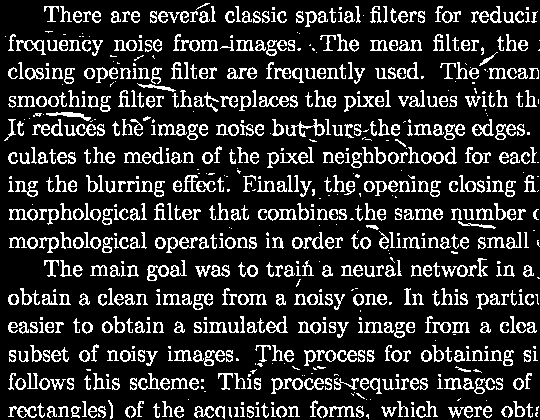 There are several classic spatial filters for reducin
frequency noise from images. The mean filter, the
closing opening filter are frequently used. The mean
smoothing filter that replaces the pixel values with th
It reduces the image noise but blurs the image edges.
culates the median of the pixel neighborhood for each
ing the blurring effect. Finally, the opening closing fi
morphological filter that combines the same number o
morphological operations in order to eliminate small
The main goal was to train a neural network in a
obtain a clean image from a noisy one. In this particu
easier to obtain a simulated noisy image from a clea
subset of noisy images. The process for obtaining si
follows this scheme: This process requires images of
rectangles) of the acquisition forms, which were obta